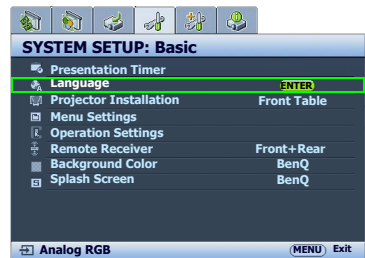 SYSTEM SETUP: Basic
Presentation Timer
Language ENTER
Projector Installation Front Table
Menu Settings
Operation Settings
Remote Receiver Front+Rear
Background Color BenQ
Splash Screen BenQ
Analog RGB MENU Exit